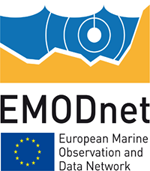 EMODnet
European Marine
Observation and
Data Network